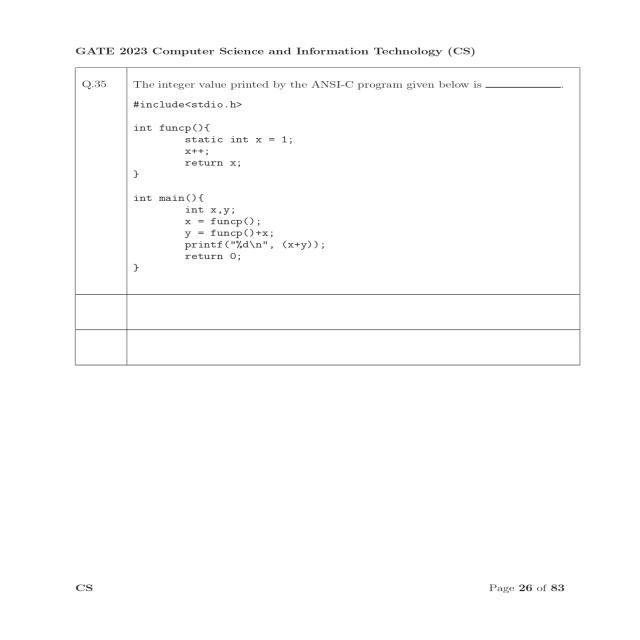 GATE 2023 Computer Science and Information Technology (CS)
Q.35 The integer value printed by the ANSI-C program given below is ________.
#include<stdio.h>
int funcp(){
static int x = 1;
x++;
return x;
}
int main(){
int x,y;
x = funcp();
y = funcp()+x;
printf("%d\n", (x+y));
return 0;
}
CS Page 26 of 83